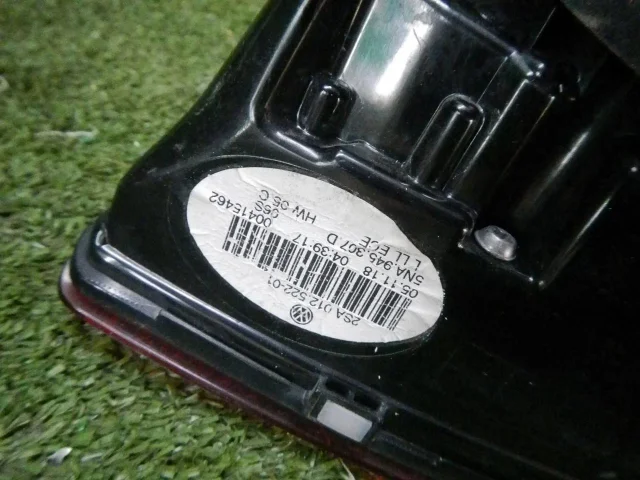 2SA 012.522-01
05.11.18 04:39:17 00415462
5NA 945 307 D 05S
L LL ECE HW 05 C